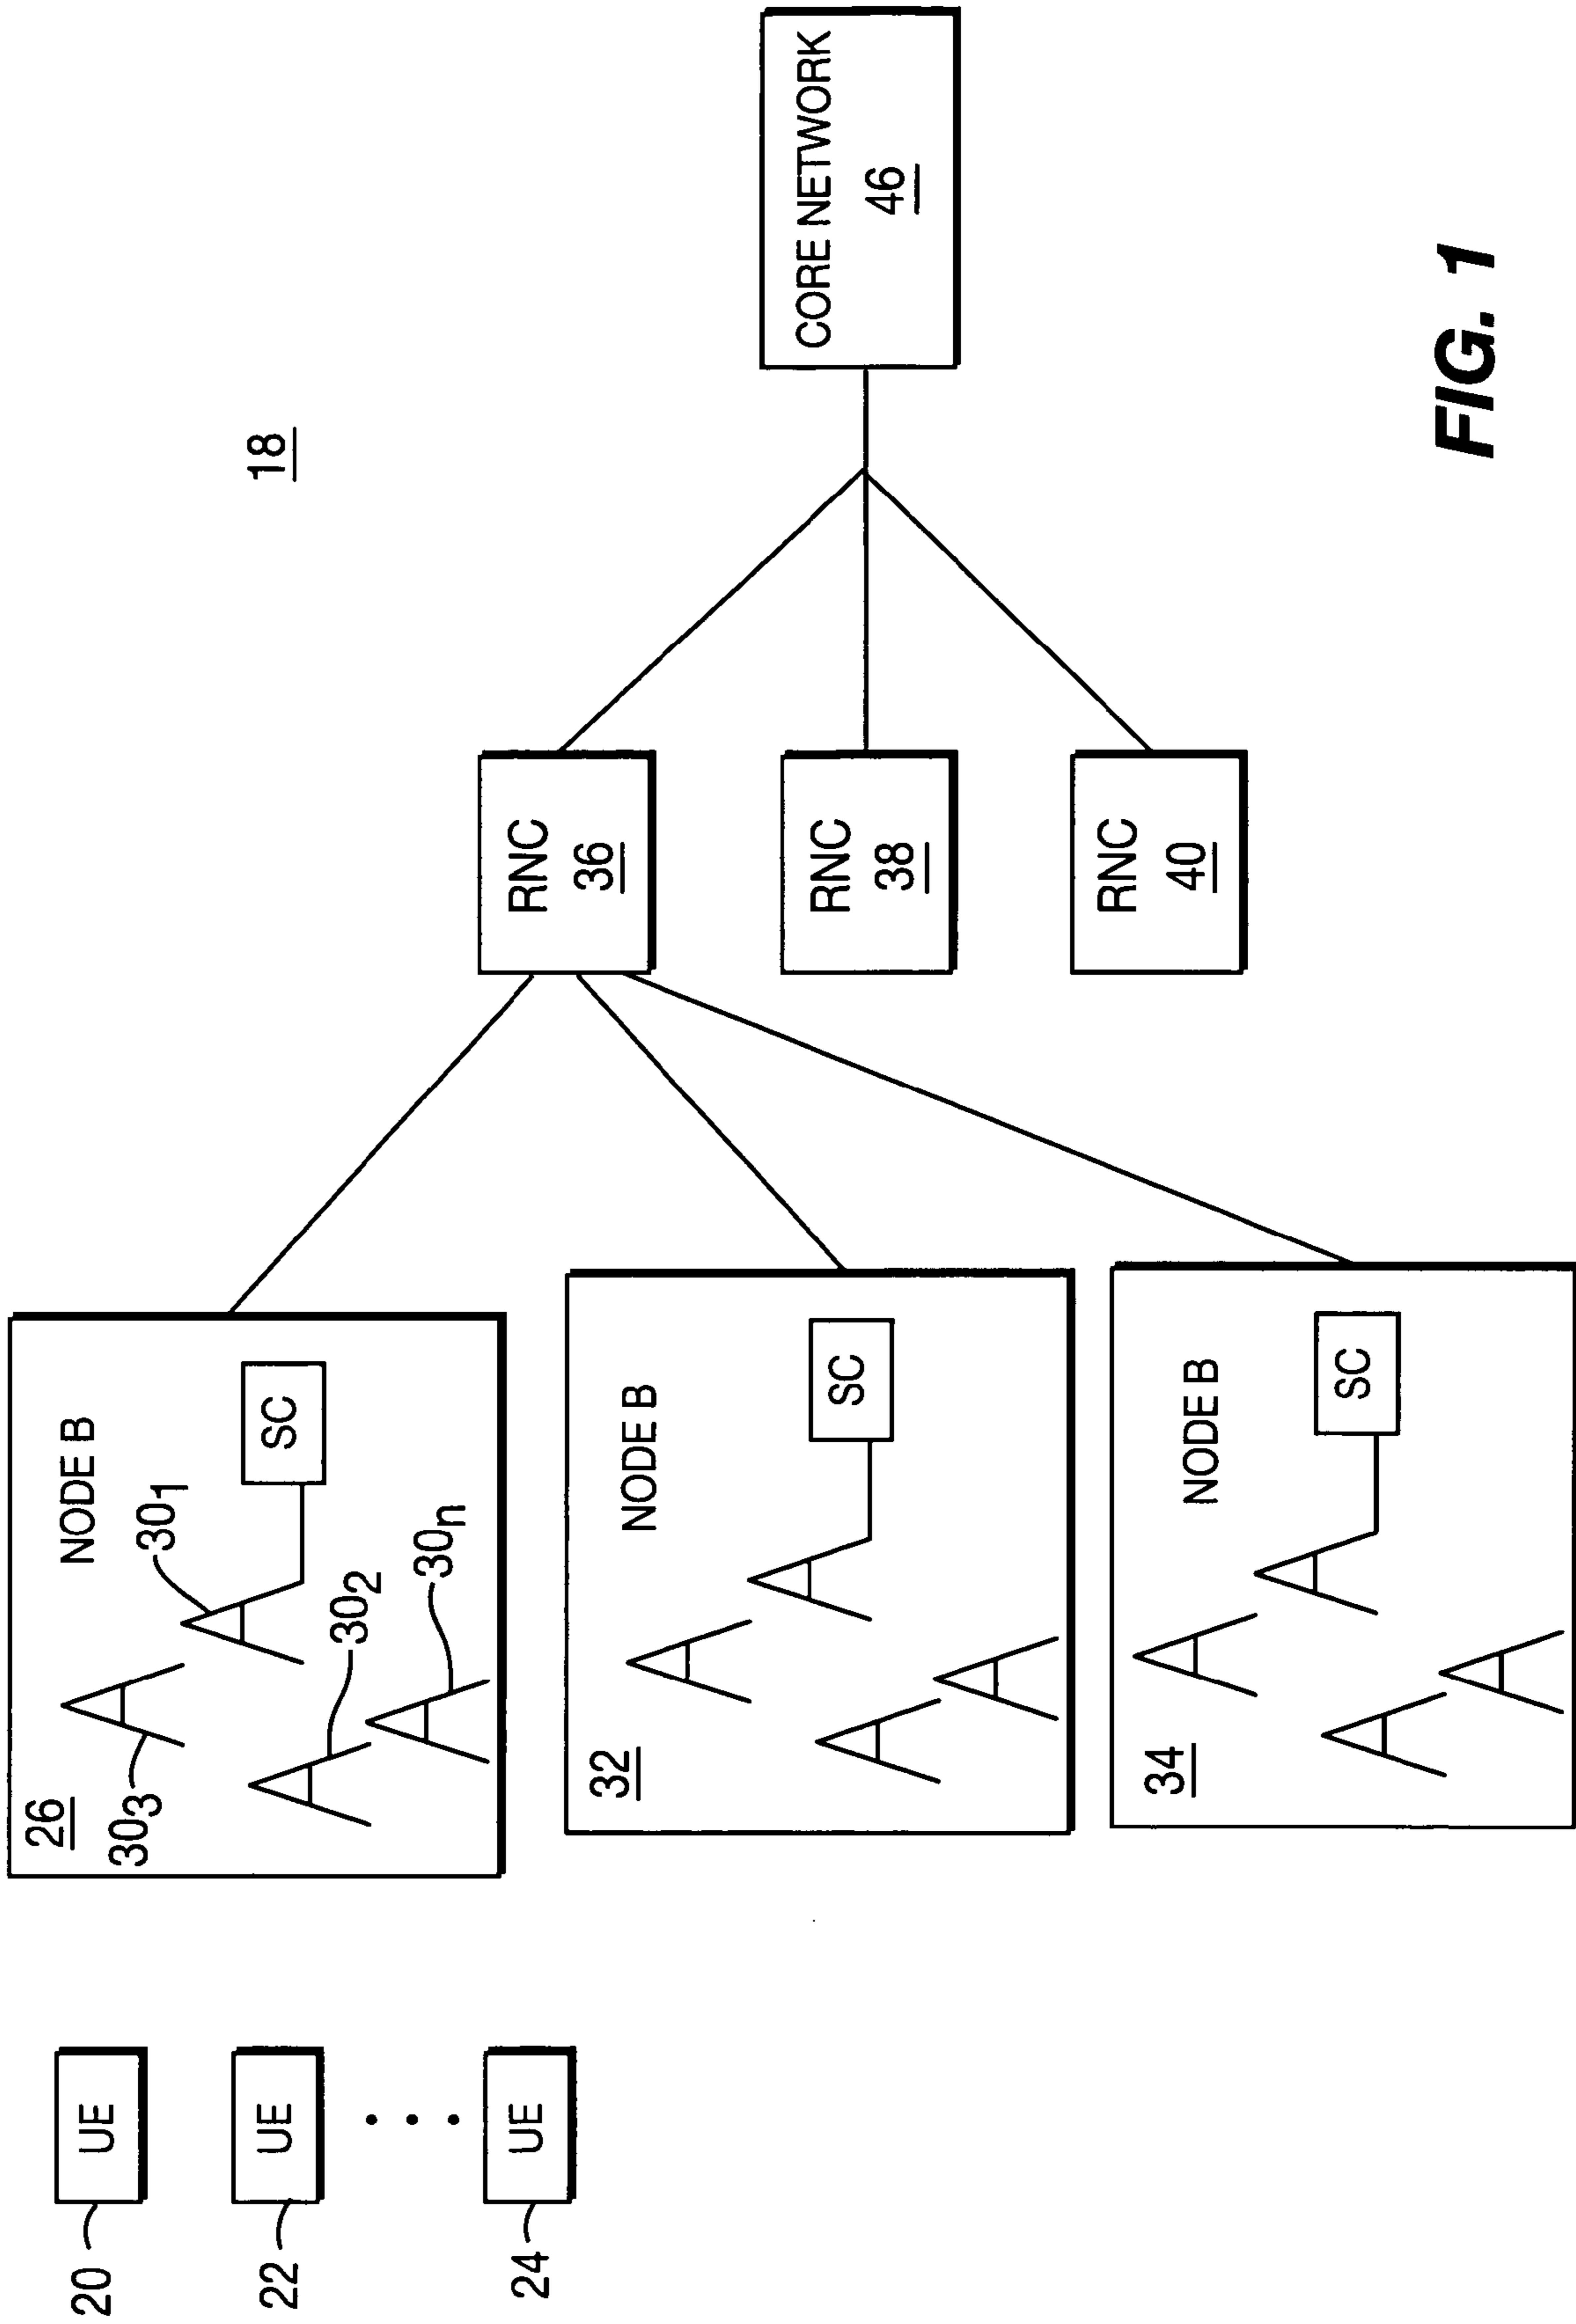 18
20
UE
22
UE
24
UE
26
NODE B
30₃
30₁
30₂
30ₙ
SC
32
NODE B
SC
34
NODE B
SC
RNC
36
RNC
38
RNC
40
CORE NETWORK
46
FIG. 1